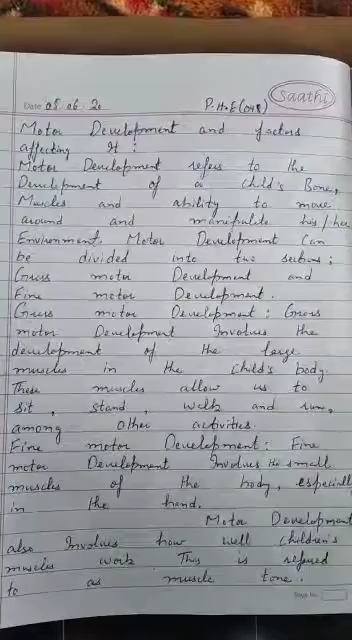 Saathi
Date 05.06.20 P.H.E(048)
Motor Development and factors
affecting It :
Motor Development refers to the
Development of a child's Bone,
Muscles and ability to move
around and manipulate his/her
Environment. Motor Development Can
be divided into two sections;
Gross motor Development and
Fine motor Development.
Gross motor Development : Gross
motor Development Involves the
development of the large
muscles in the child's body.
These muscles allow us to
sit, stand, walk and run,
among other activities.
Fine motor Development : Fine
motor Development Involves the small
muscles of the body, especially
in the hand.
Motor Development
also Involves how well children's
muscles work. This is refered
to as muscle tone.
Page No.